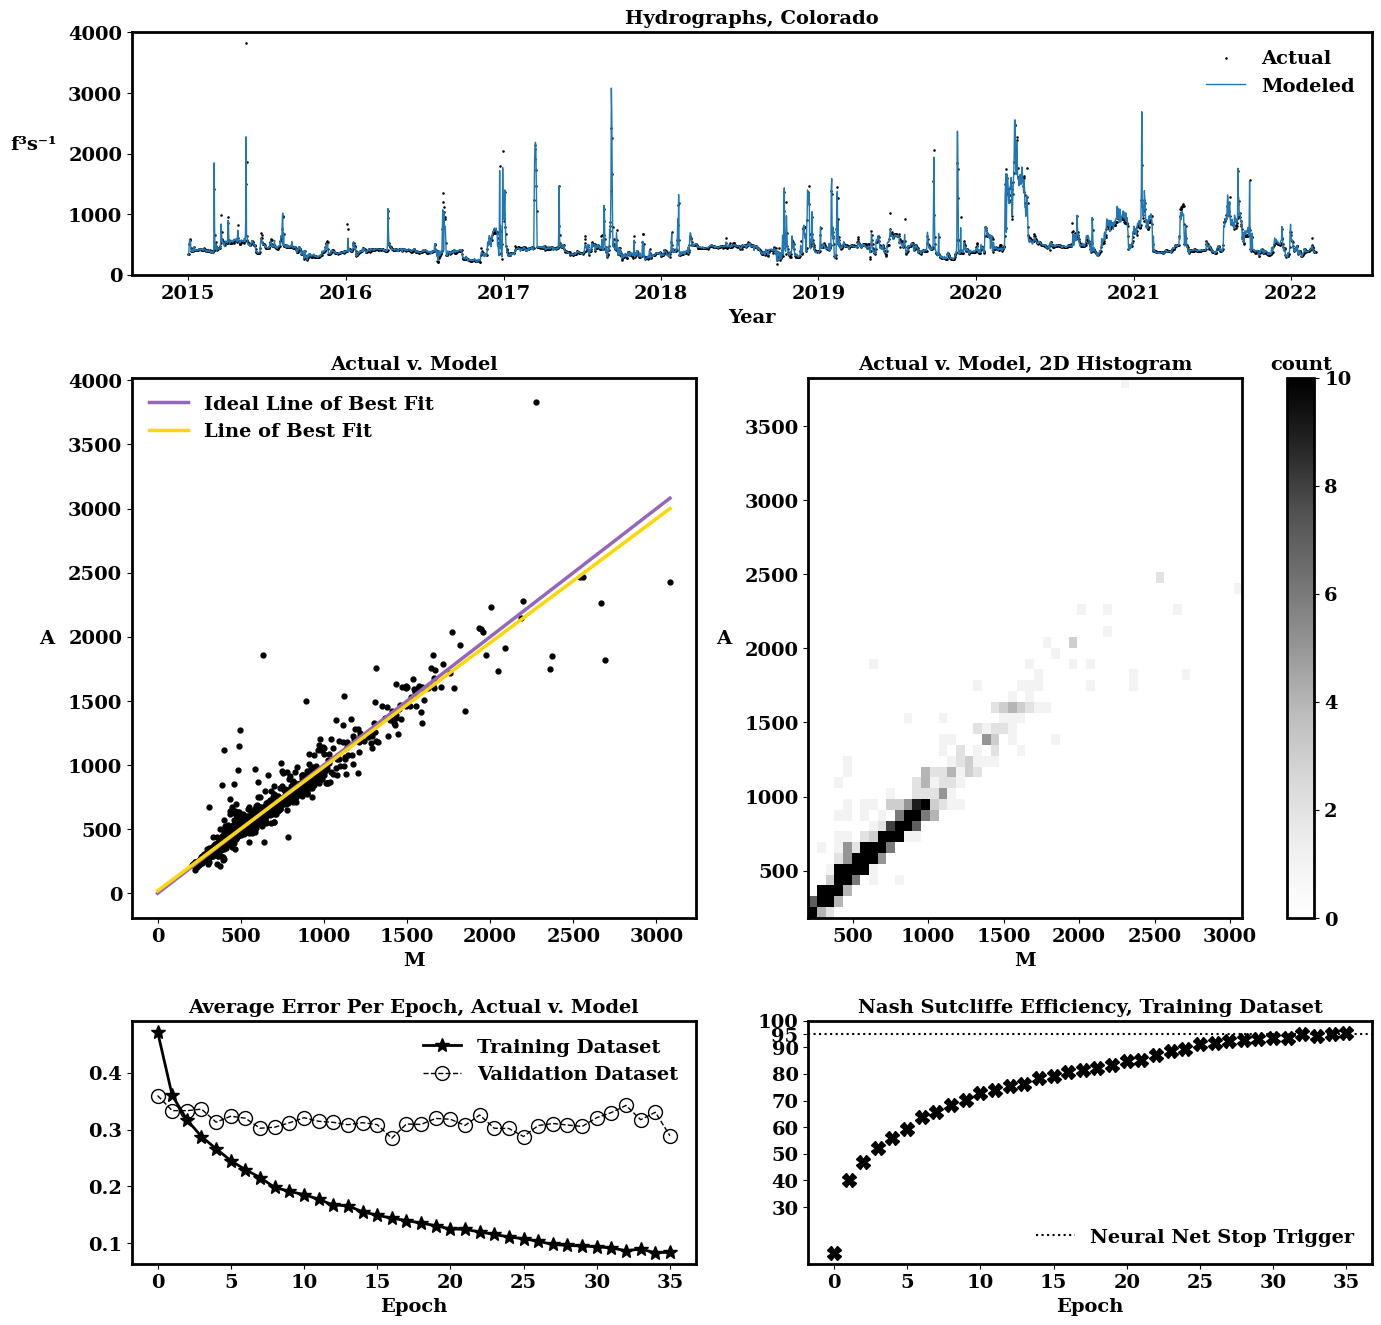 Hydrographs, Colorado
4000
3000
2000
1000
0
f³s⁻¹
Actual
Modeled
2015 2016 2017 2018 2019 2020 2021 2022
Year
Actual v. Model
4000
3500
3000
2500
2000
1500
1000
500
0
A
Ideal Line of Best Fit
Line of Best Fit
0 500 1000 1500 2000 2500 3000
M
Actual v. Model, 2D Histogram
3500
3000
2500
2000
1500
1000
500
A
500 1000 1500 2000 2500 3000
M
count
10
8
6
4
2
0
Average Error Per Epoch, Actual v. Model
0.4
0.3
0.2
0.1
Training Dataset
Validation Dataset
0 5 10 15 20 25 30 35
Epoch
Nash Sutcliffe Efficiency, Training Dataset
100
95
90
80
70
60
50
40
30
Neural Net Stop Trigger
0 5 10 15 20 25 30 35
Epoch